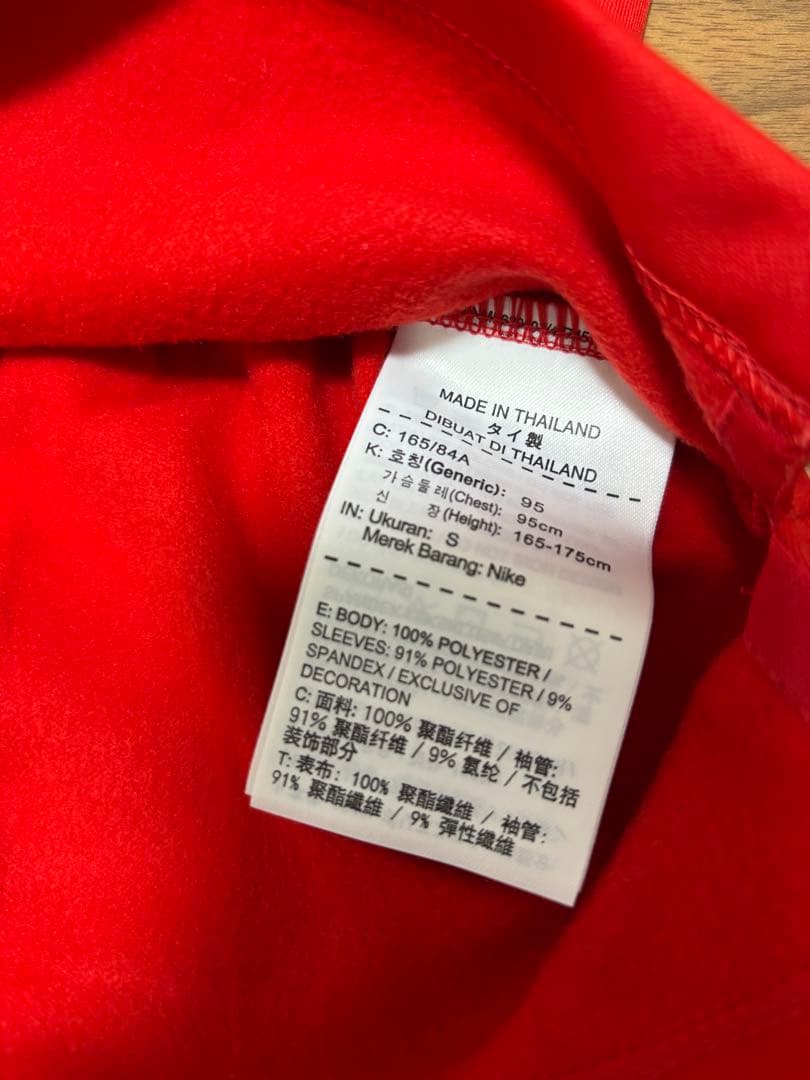 MADE IN THAILAND
タイ製
DIBUAT DI THAILAND
C: 165/84A
K: 호칭(Generic): 95
가슴둘레(Chest): 95cm
신 장(Height): 165-175cm
IN: Ukuran: S
Merek Barang: Nike
E: BODY: 100% POLYESTER /
SLEEVES: 91% POLYESTER / 9%
SPANDEX / EXCLUSIVE OF
DECORATION
C: 面料: 100% 聚酯纤维 / 袖管:
91% 聚酯纤维 / 9% 氨纶 / 不包括
装饰部分
T: 表布: 100% 聚酯纖維 / 袖管:
91% 聚酯纖維 / 9% 彈性纖維